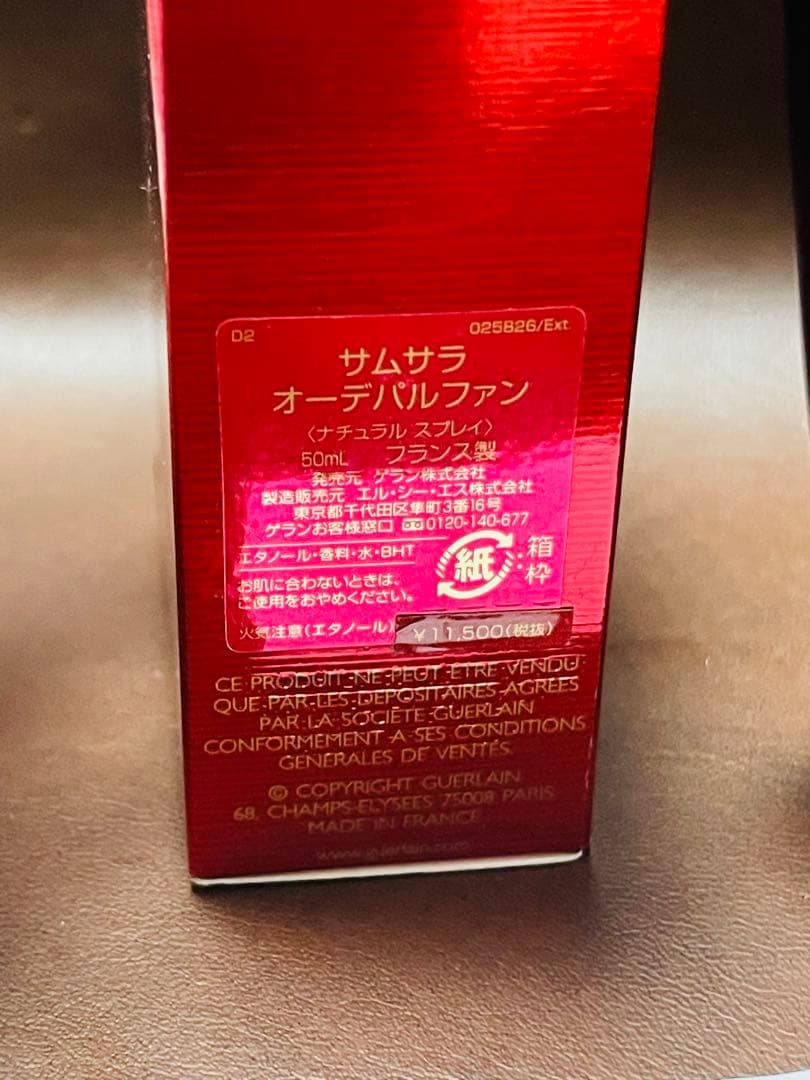 D2 025826/Ext.
サムサラ
オーデパルファン
〈ナチュラル スプレイ〉
50mL フランス製
発売元 ゲラン株式会社
製造販売元 エル・シー・エス株式会社
東京都千代田区隼町3番16号
ゲランお客様窓口 0120-140-677
エタノール・香料・水・BHT
紙 :箱
:枠
お肌に合わないときは、
ご使用をおやめください。
火気注意(エタノール) ¥11,500(税抜)
CE PRODUIT NE PEUT ETRE VENDU
QUE PAR LES DEPOSITAIRES AGREES
PAR LA SOCIETE GUERLAIN
CONFORMEMENT A SES CONDITIONS
GENERALES DE VENTES.
© COPYRIGHT GUERLAIN
68, CHAMPS-ELYSEES 75008 PARIS
MADE IN FRANCE
www.guerlain.com